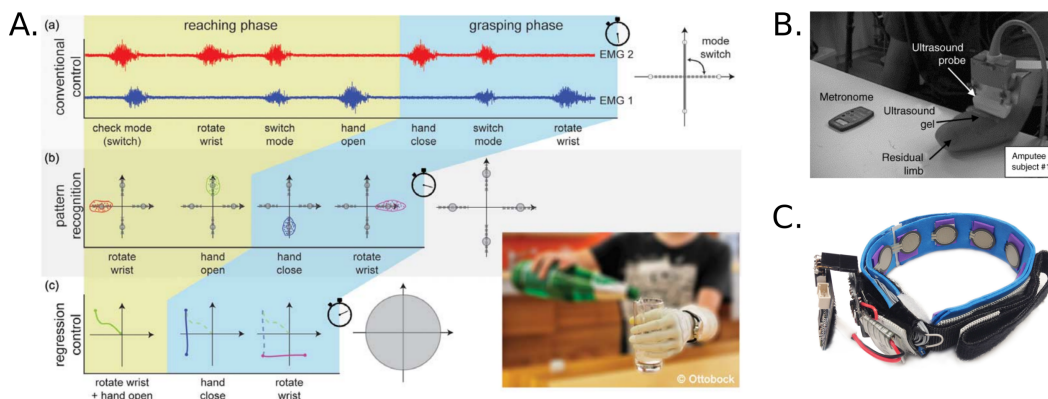 A.
(a)
reaching phase
grasping phase
conventional
control
EMG 2
EMG 1
mode
switch
check mode
(switch)
rotate
wrist
switch
mode
hand
open
hand
close
switch
mode
rotate
wrist
(b)
pattern
recognition
rotate
wrist
hand
open
hand
close
rotate
wrist
(c)
regression
control
rotate wrist
+ hand open
hand
close
rotate
wrist
© Ottobock
B.
Ultrasound
probe
Metronome
Ultrasound
gel
Residual
limb
Amputee
subject #1
C.